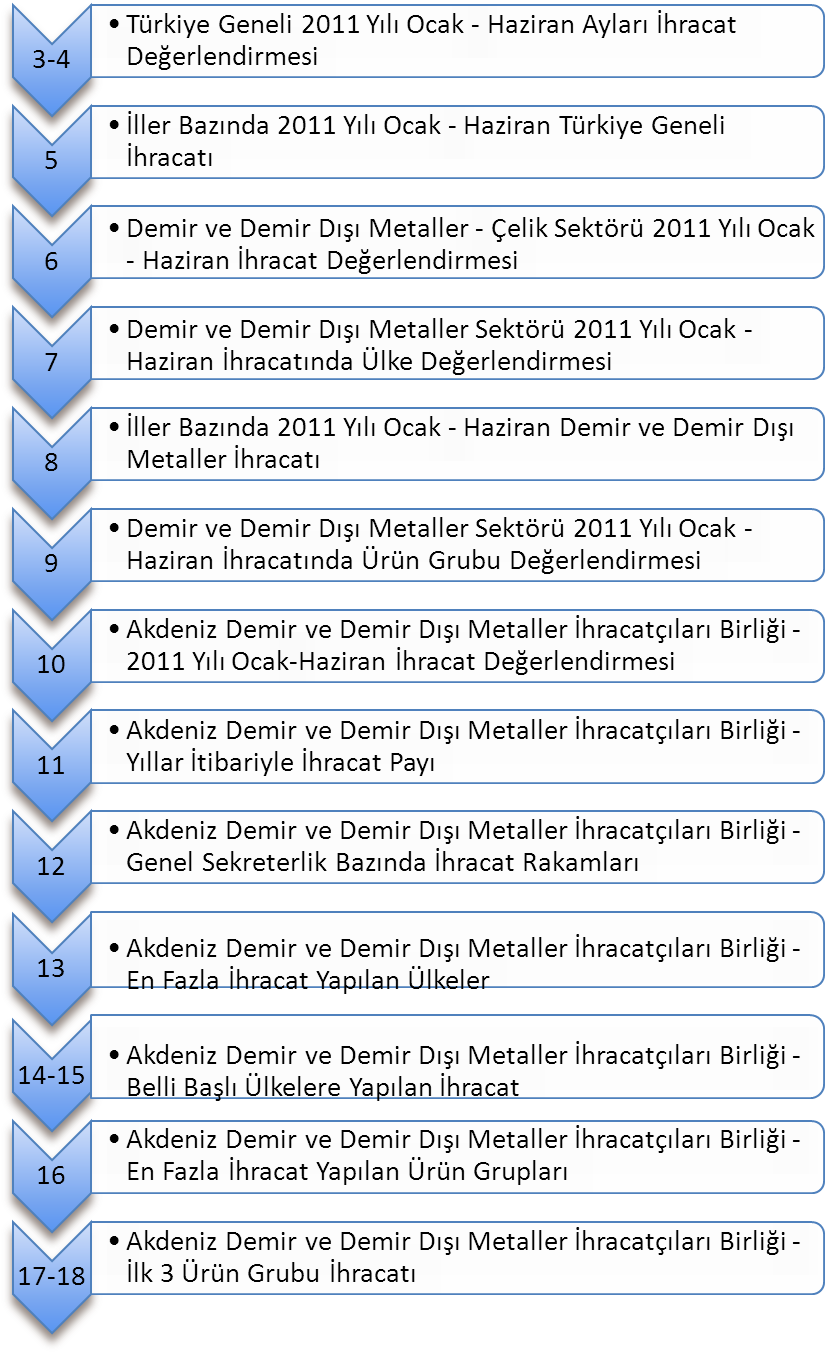 3-4
• Türkiye Geneli 2011 Yılı Ocak - Haziran Ayları İhracat
Değerlendirmesi
5
• İller Bazında 2011 Yılı Ocak - Haziran Türkiye Geneli
İhracatı
6
• Demir ve Demir Dışı Metaller - Çelik Sektörü 2011 Yılı Ocak
- Haziran İhracat Değerlendirmesi
7
• Demir ve Demir Dışı Metaller Sektörü 2011 Yılı Ocak -
Haziran İhracatında Ülke Değerlendirmesi
8
• İller Bazında 2011 Yılı Ocak - Haziran Demir ve Demir Dışı
Metaller İhracatı
9
• Demir ve Demir Dışı Metaller Sektörü 2011 Yılı Ocak -
Haziran İhracatında Ürün Grubu Değerlendirmesi
10
• Akdeniz Demir ve Demir Dışı Metaller İhracatçıları Birliği -
2011 Yılı Ocak-Haziran İhracat Değerlendirmesi
11
• Akdeniz Demir ve Demir Dışı Metaller İhracatçıları Birliği -
Yıllar İtibariyle İhracat Payı
12
• Akdeniz Demir ve Demir Dışı Metaller İhracatçıları Birliği -
Genel Sekreterlik Bazında İhracat Rakamları
13
• Akdeniz Demir ve Demir Dışı Metaller İhracatçıları Birliği -
En Fazla İhracat Yapılan Ülkeler
14-15
• Akdeniz Demir ve Demir Dışı Metaller İhracatçıları Birliği -
Belli Başlı Ülkelere Yapılan İhracat
16
• Akdeniz Demir ve Demir Dışı Metaller İhracatçıları Birliği -
En Fazla İhracat Yapılan Ürün Grupları
17-18
• Akdeniz Demir ve Demir Dışı Metaller İhracatçıları Birliği -
İlk 3 Ürün Grubu İhracatı